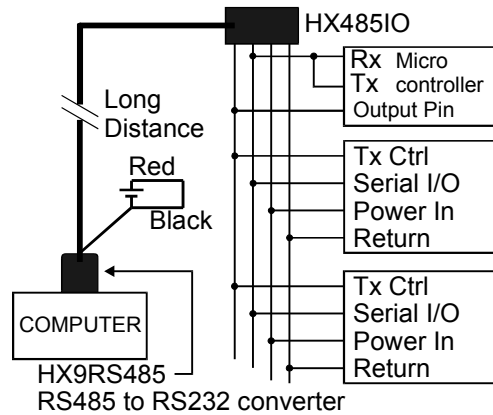 HX485IO
Rx Micro
Tx controller
Output Pin
Long
Distance
Red
Black
Tx Ctrl
Serial I/O
Power In
Return
COMPUTER
Tx Ctrl
Serial I/O
Power In
Return
HX9RS485
RS485 to RS232 converter